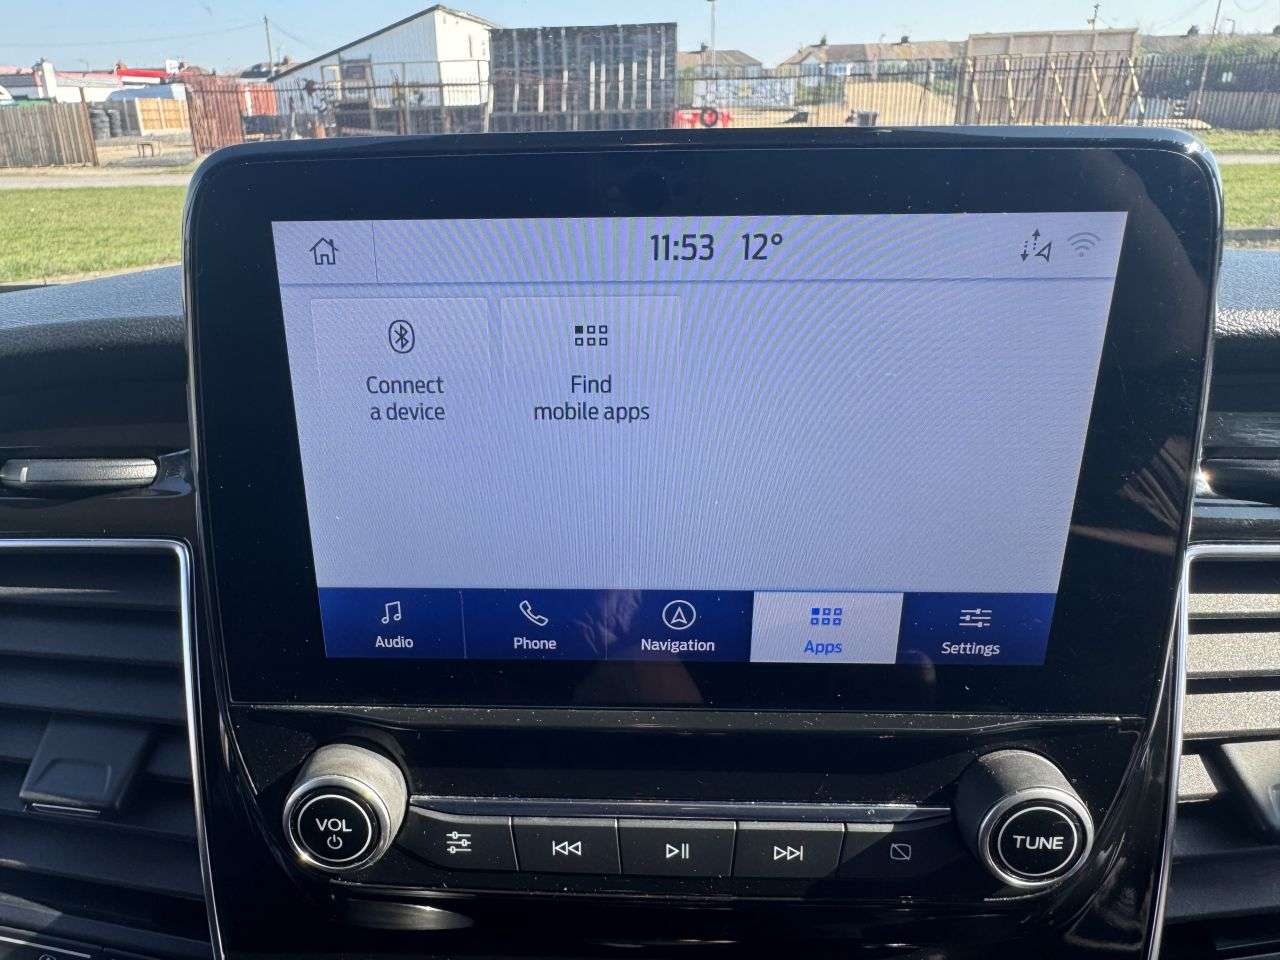 11:53 12°
Connect
a device
Find
mobile apps
Audio
Phone
Navigation
Apps
Settings
VOL
TUNE